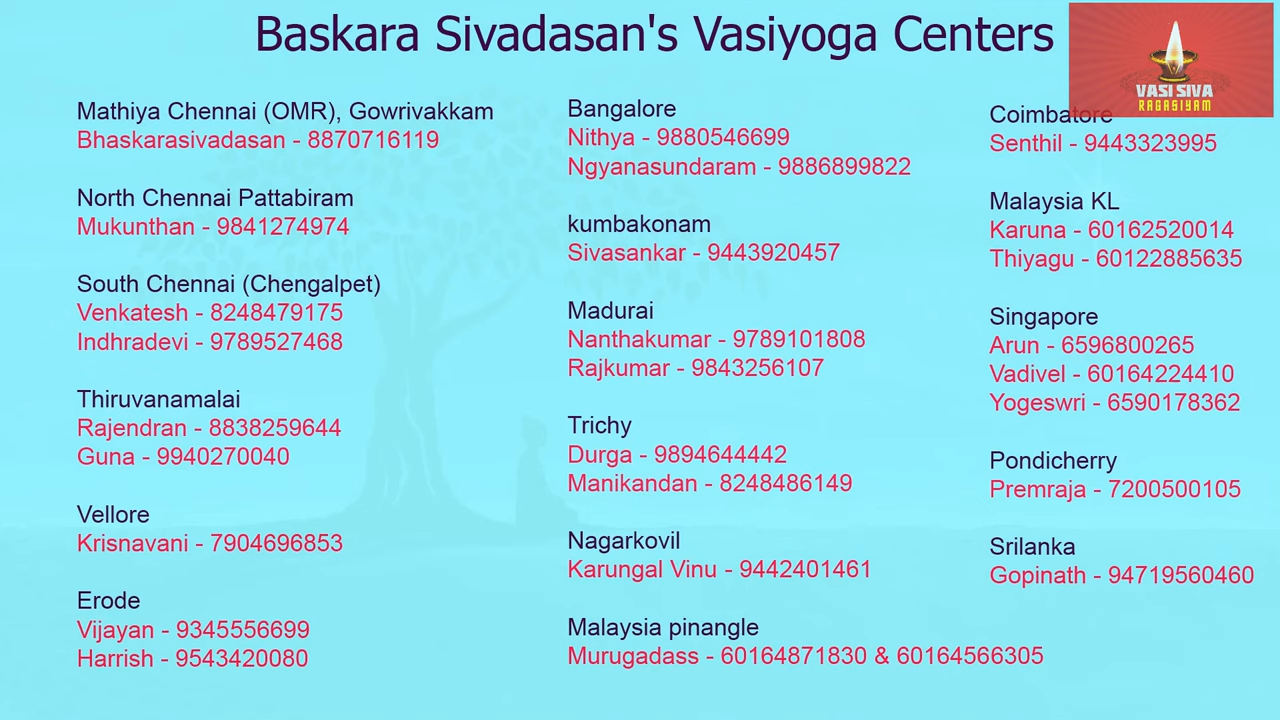 Baskara Sivadasan's Vasiyoga Centers
VASI SIVA
RAGASIYAM
Mathiya Chennai (OMR), Gowrivakkam
Bhaskarasivadasan - 8870716119
North Chennai Pattabiram
Mukunthan - 9841274974
South Chennai (Chengalpet)
Venkatesh - 8248479175
Indhradevi - 9789527468
Thiruvanamalai
Rajendran - 8838259644
Guna - 9940270040
Vellore
Krisnavani - 7904696853
Erode
Vijayan - 9345556699
Harrish - 9543420080
Bangalore
Nithya - 9880546699
Ngyanasundaram - 9886899822
kumbakonam
Sivasankar - 9443920457
Madurai
Nanthakumar - 9789101808
Rajkumar - 9843256107
Trichy
Durga - 9894644442
Manikandan - 8248486149
Nagarkovil
Karungal Vinu - 9442401461
Malaysia pinangle
Murugadass - 60164871830 & 60164566305
Coimbatore
Senthil - 9443323995
Malaysia KL
Karuna - 60162520014
Thiyagu - 60122885635
Singapore
Arun - 6596800265
Vadivel - 60164224410
Yogeswri - 6590178362
Pondicherry
Premraja - 7200500105
Srilanka
Gopinath - 94719560460